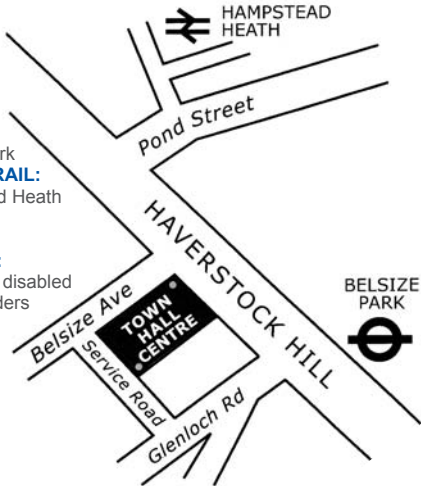 HAMPSTEAD
HEATH
Pond Street
rk
RAIL:
d Heath
HAVERSTOCK HILL
:
disabled
ders
BELSIZE
PARK
Belsize Ave
TOWN
HALL
CENTRE
Service Road
Glenloch Rd